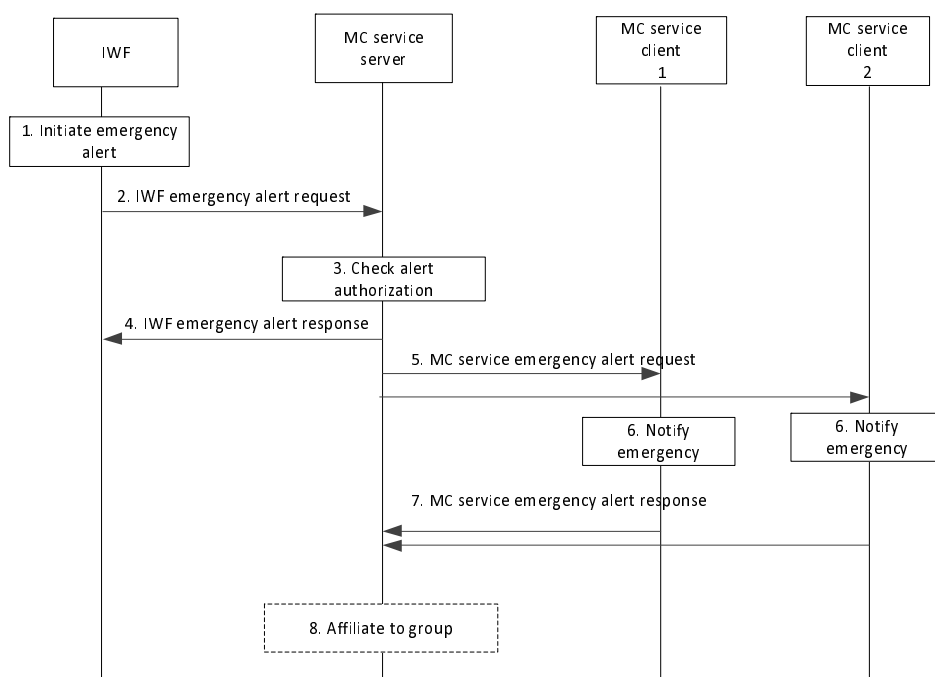 IWF
MC service
server
MC service
client
1
MC service
client
2
1. Initiate emergency
alert
2. IWF emergency alert request
3. Check alert
authorization
4. IWF emergency alert response
5. MC service emergency alert request
6. Notify
emergency
6. Notify
emergency
7. MC service emergency alert response
8. Affiliate to group